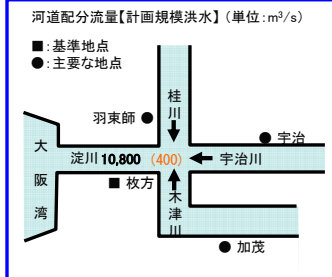 河道配分流量【計画規模洪水】(単位:m³/s)
■:基準地点
●:主要な地点
桂川
羽束師●
●宇治
大阪湾
淀川 10,800 (400)
宇治川
■枚方
木津川
●加茂